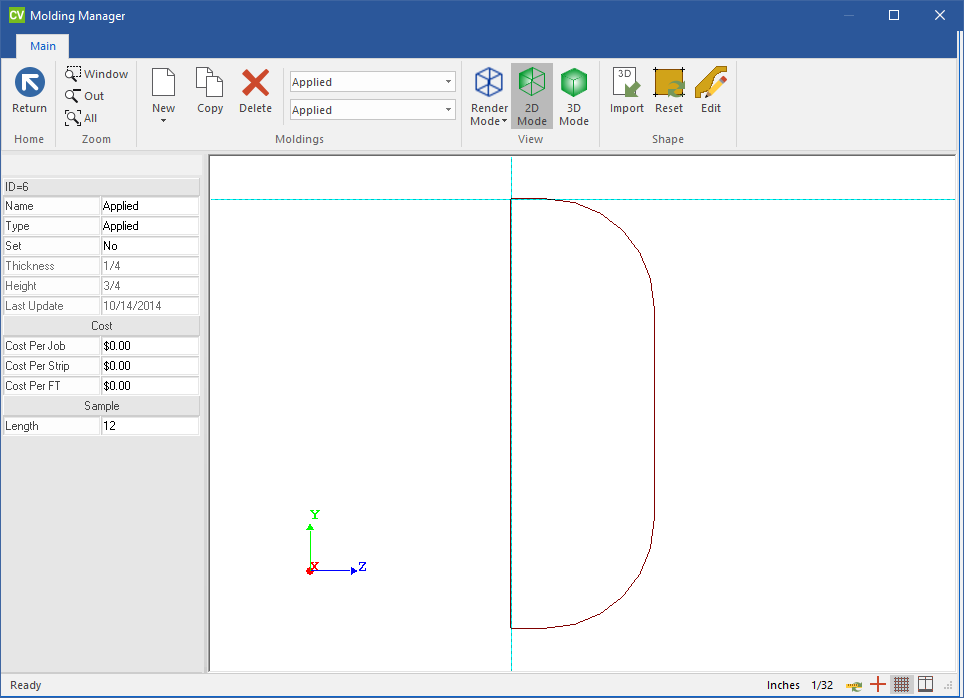 CV Molding Manager
Main
Return
Home
Window
Out
All
Zoom
New
Copy
Delete
Applied
Applied
Moldings
Render
Mode
2D
Mode
3D
Mode
View
3D
Import
Reset
Edit
Shape
ID=6
Name Applied
Type Applied
Set No
Thickness 1/4
Height 3/4
Last Update 10/14/2014
Cost
Cost Per Job $0.00
Cost Per Strip $0.00
Cost Per FT $0.00
Sample
Length 12
Y
X Z
Ready Inches 1/32